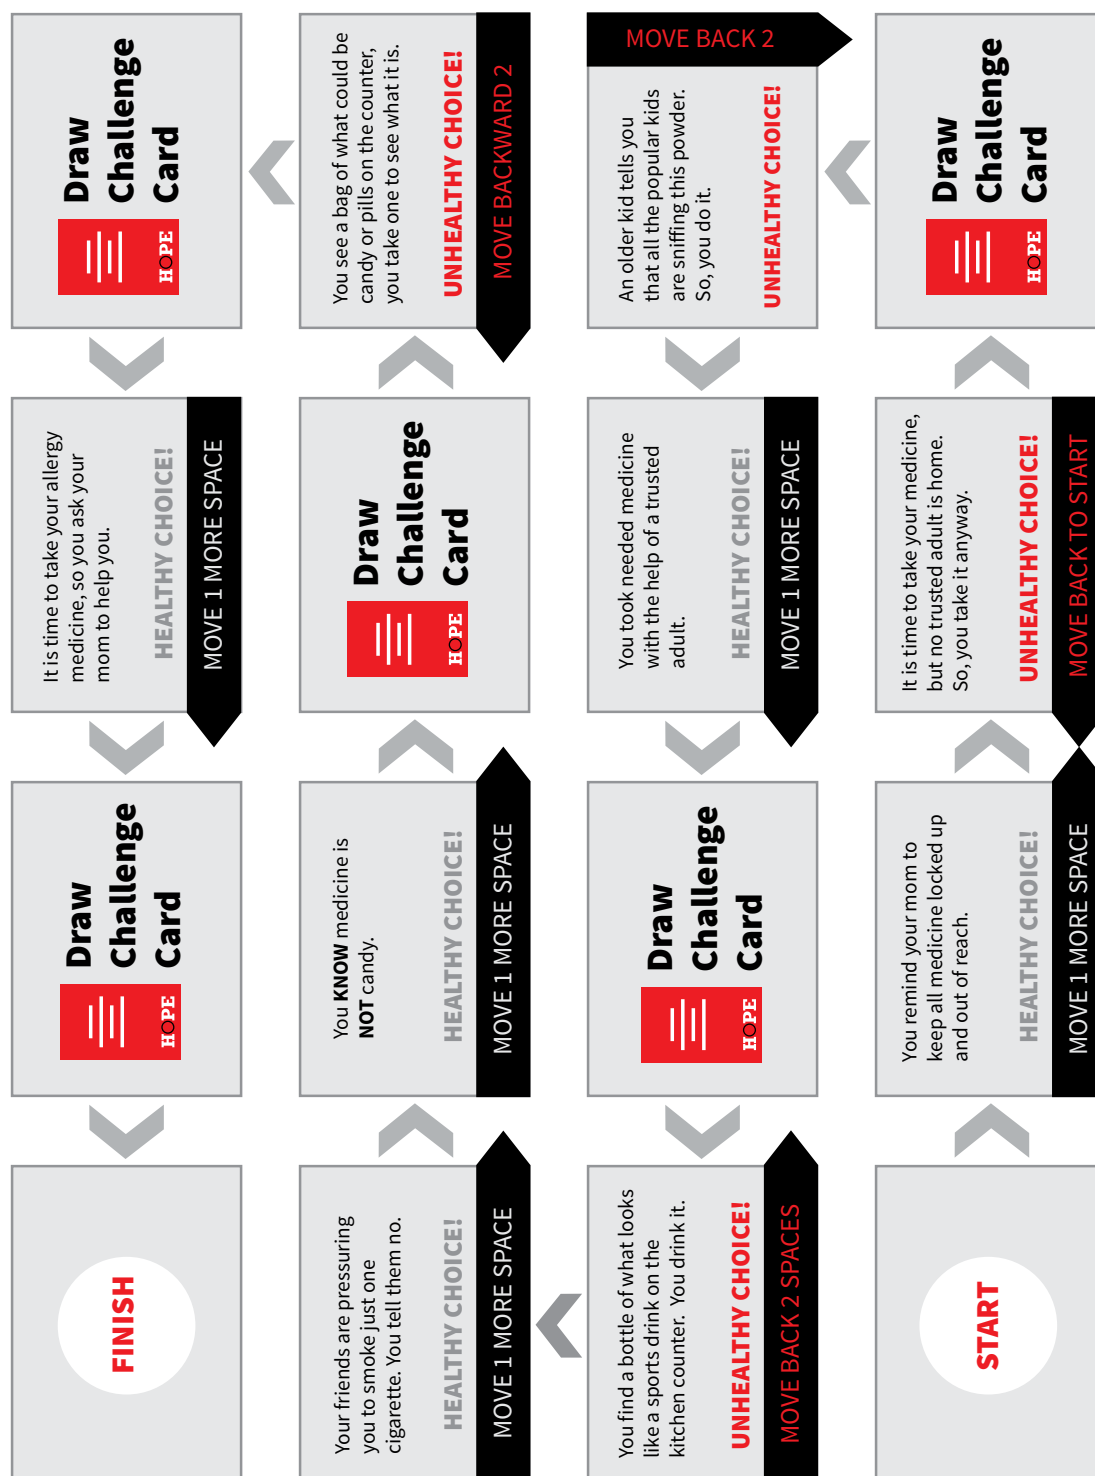 FINISH
HOPE
Draw
Challenge
Card
It is time to take your allergy
medicine, so you ask your
mom to help you.
HEALTHY CHOICE!
MOVE 1 MORE SPACE
HOPE
Draw
Challenge
Card
Your friends are pressuring
you to smoke just one
cigarette. You tell them no.
HEALTHY CHOICE!
MOVE 1 MORE SPACE
You KNOW medicine is
NOT candy.
HEALTHY CHOICE!
MOVE 1 MORE SPACE
HOPE
Draw
Challenge
Card
You see a bag of what could be
candy or pills on the counter,
you take one to see what it is.
UNHEALTHY CHOICE!
MOVE BACKWARD 2
You find a bottle of what looks
like a sports drink on the
kitchen counter. You drink it.
UNHEALTHY CHOICE!
MOVE BACK 2 SPACES
HOPE
Draw
Challenge
Card
You took needed medicine
with the help of a trusted
adult.
HEALTHY CHOICE!
MOVE 1 MORE SPACE
MOVE BACK 2
An older kid tells you
that all the popular kids
are sniffing this powder.
So, you do it.
UNHEALTHY CHOICE!
START
You remind your mom to
keep all medicine locked up
and out of reach.
HEALTHY CHOICE!
MOVE 1 MORE SPACE
It is time to take your medicine,
but no trusted adult is home.
So, you take it anyway.
UNHEALTHY CHOICE!
MOVE BACK TO START
HOPE
Draw
Challenge
Card